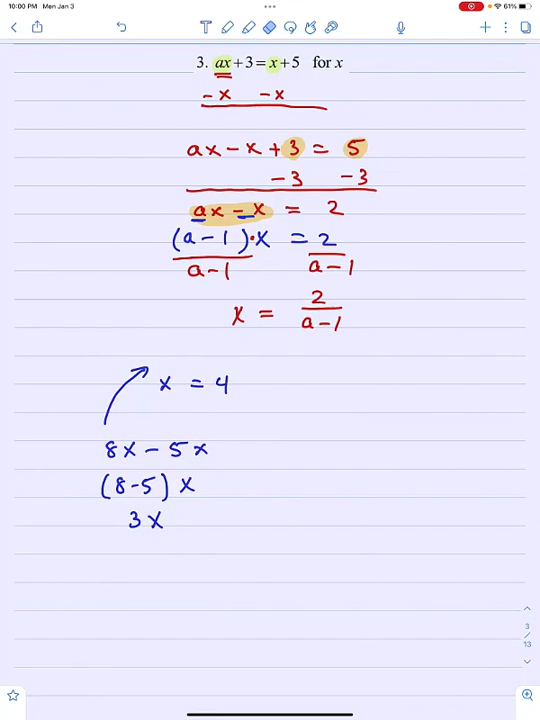 10:00 PM Mon Jan 3
61%
3. ax+3=x+5 for x
-x -x
ax - x + 3 = 5
-3 -3
ax - x = 2
(a-1)·x = 2
a-1 a-1
x = 2/(a-1)
x = 4
8x - 5x
(8-5) x
3x
3
/
13